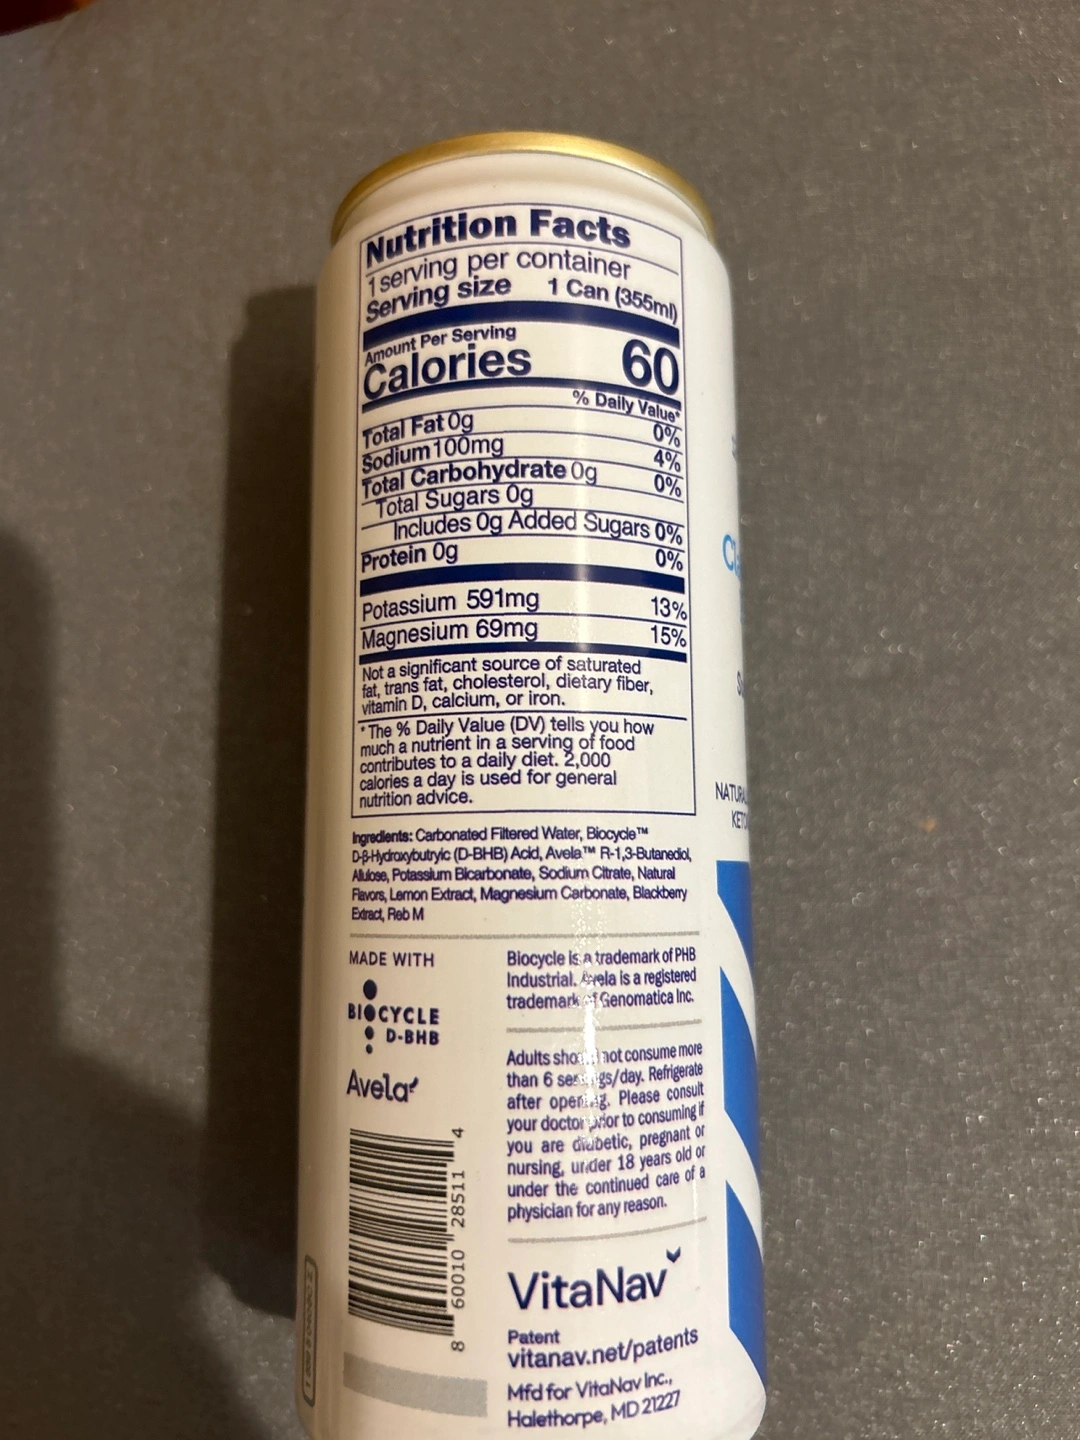 Nutrition Facts
1 serving per container
Serving size 1 Can (355ml)
Amount Per Serving
Calories 60
% Daily Value*
Total Fat 0g 0%
Sodium 100mg 4%
Total Carbohydrate 0g 0%
Total Sugars 0g
Includes 0g Added Sugars 0%
Protein 0g 0%
Potassium 591mg 13%
Magnesium 69mg 15%
Not a significant source of saturated
fat, trans fat, cholesterol, dietary fiber,
vitamin D, calcium, or iron.
*The % Daily Value (DV) tells you how
much a nutrient in a serving of food
contributes to a daily diet. 2,000
calories a day is used for general
nutrition advice.
Ingredients: Carbonated Filtered Water, Biocycle™
D-β-Hydroxybutyric (D-BHB) Acid, Avela™ R-1,3-Butanediol,
Allulose, Potassium Bicarbonate, Sodium Citrate, Natural
Flavors, Lemon Extract, Magnesium Carbonate, Blackberry
Extract, Reb M
MADE WITH
BIOCYCLE
D-BHB
Avela
Biocycle is a trademark of PHB
Industrial. Avela is a registered
trademark of Genomatica Inc.
Adults should not consume more
than 6 servings/day. Refrigerate
after opening. Please consult
your doctor prior to consuming if
you are diabetic, pregnant or
nursing, under 18 years old or
under the continued care of a
physician for any reason.
8 60010 28511 4
VitaNav
Patent
vitanav.net/patents
Mfd for VitaNav Inc.,
Halethorpe, MD 21227